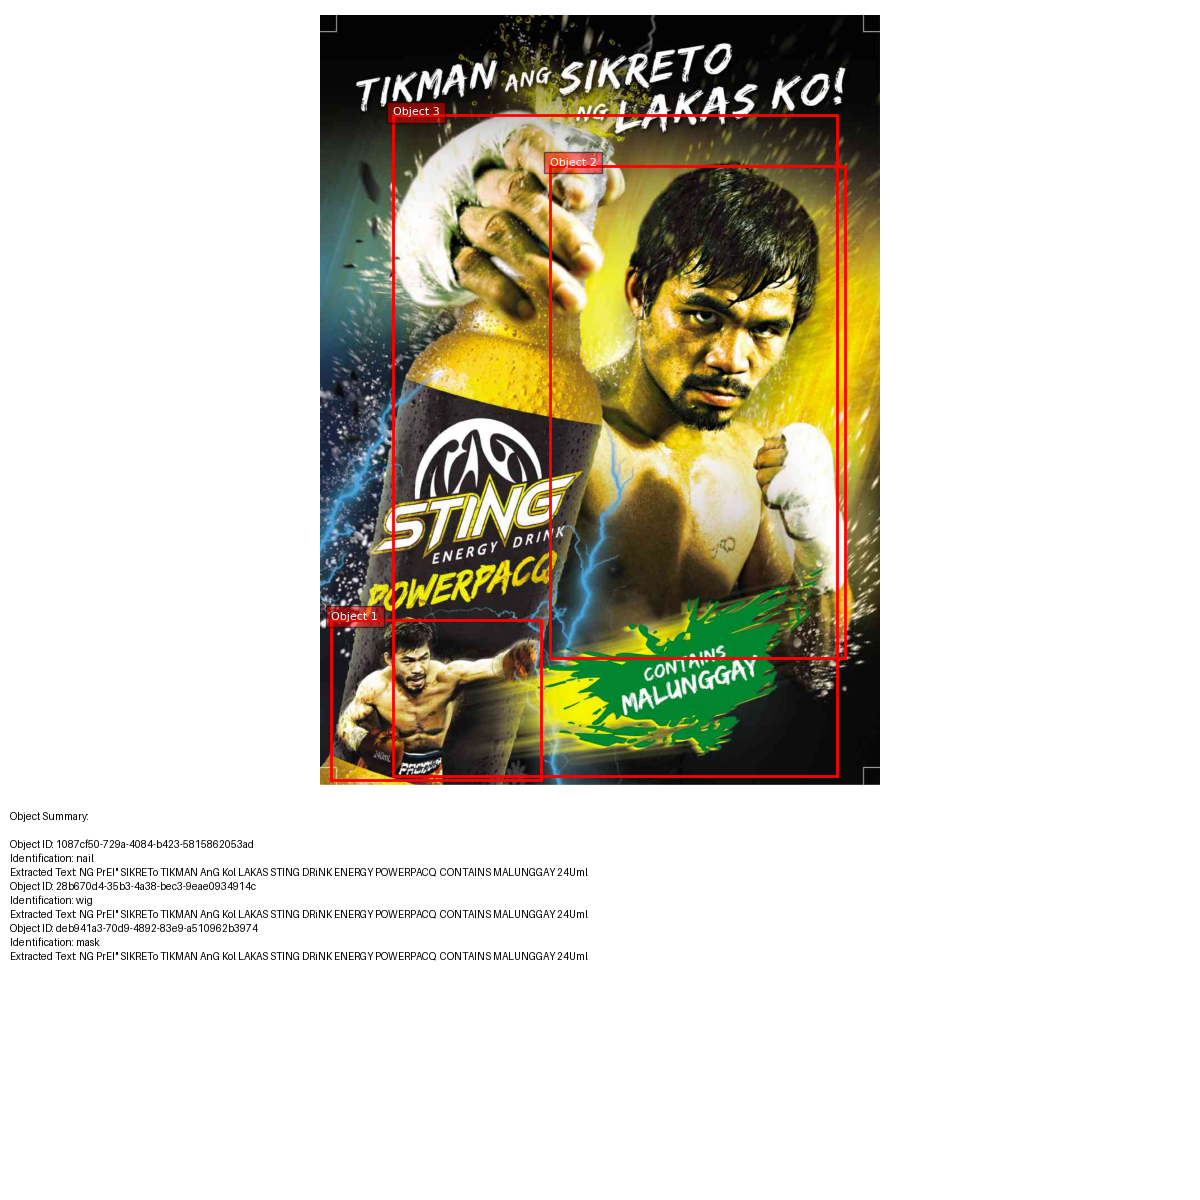 TIKMAN ANG SIKRETO
NG LAKAS KO!
Object 3
Object 2
STING
ENERGY DRINK
POWERPACQ
Object 1
CONTAINS
MALUNGGAY
240mL
Object Summary:
Object ID: 1087cf50-729a-4084-b423-5815862053ad
Identification: nail
Extracted Text: NG PrEI" SIKRETo TIKMAN AnG Kol LAKAS STING DRiNK ENERGY POWERPACQ CONTAINS MALUNGGAY 24Uml
Object ID: 28b670d4-35b3-4a38-bec3-9eae0934914c
Identification: wig
Extracted Text: NG PrEI" SIKRETo TIKMAN AnG Kol LAKAS STING DRiNK ENERGY POWERPACQ CONTAINS MALUNGGAY 24Uml
Object ID: deb941a3-70d9-4892-83e9-a510962b3974
Identification: mask
Extracted Text: NG PrEI" SIKRETo TIKMAN AnG Kol LAKAS STING DRiNK ENERGY POWERPACQ CONTAINS MALUNGGAY 24Uml